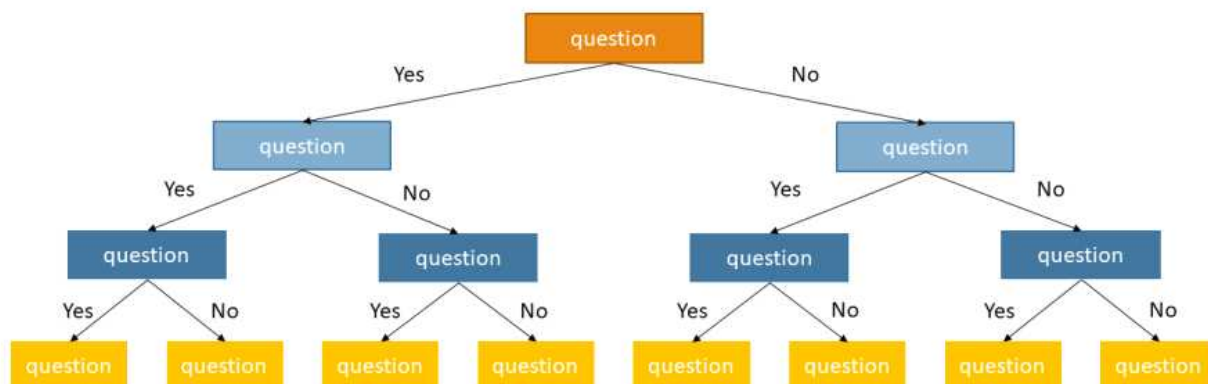 question
Yes No
question question
Yes No Yes No
question question question question
Yes No Yes No Yes No Yes No
question question question question question question question question